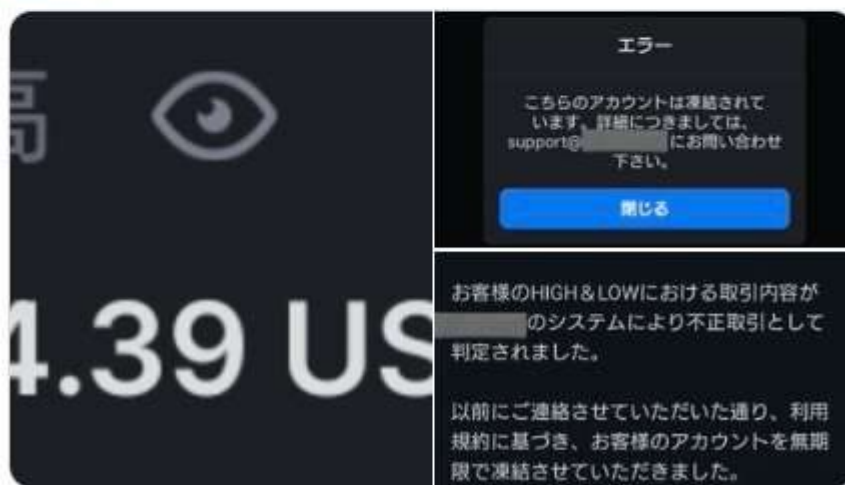 高
4.39 US
エラー
こちらのアカウントは凍結されて
います。詳細につきましては、
support@ にお問い合わせ
下さい。
閉じる
お客様のHIGH&LOWにおける取引内容が
のシステムにより不正取引として
判定されました。
以前にご連絡させていただいた通り、利用
規約に基づき、お客様のアカウントを無期
限で凍結させていただきました。